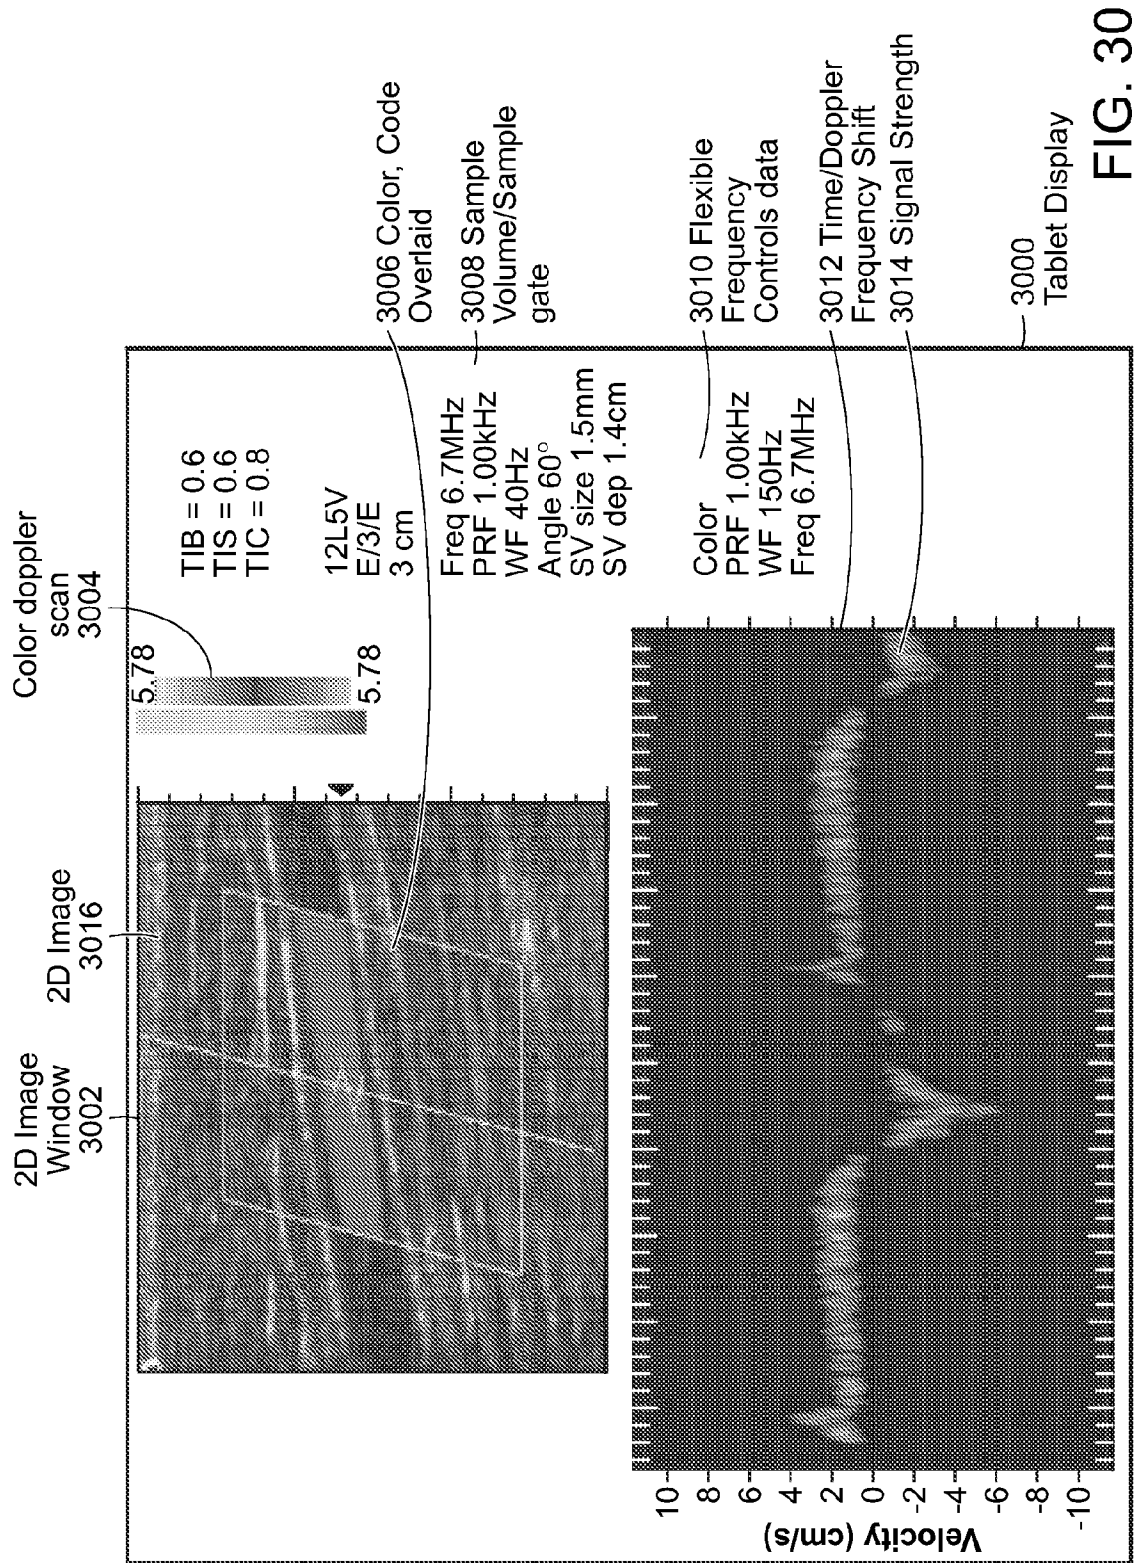 2D Image
Window
3002
2D Image
3016
Color doppler
scan
3004
5.78
5.78
TIB = 0.6
TIS = 0.6
TIC = 0.8
12L5V
E/3/E
3 cm
Freq 6.7MHz
PRF 1.00kHz
WF 40Hz
Angle 60°
SV size 1.5mm
SV dep 1.4cm
Color
PRF 1.00kHz
WF 150Hz
Freq 6.7MHz
3006 Color, Code
Overlaid
3008 Sample
Volume/Sample
gate
3010 Flexible
Frequency
Controls data
3012 Time/Doppler
Frequency Shift
3014 Signal Strength
3000
Tablet Display
Velocity (cm/s)
10
8
6
4
2
0
-2
-4
-6
-8
-10
FIG. 30